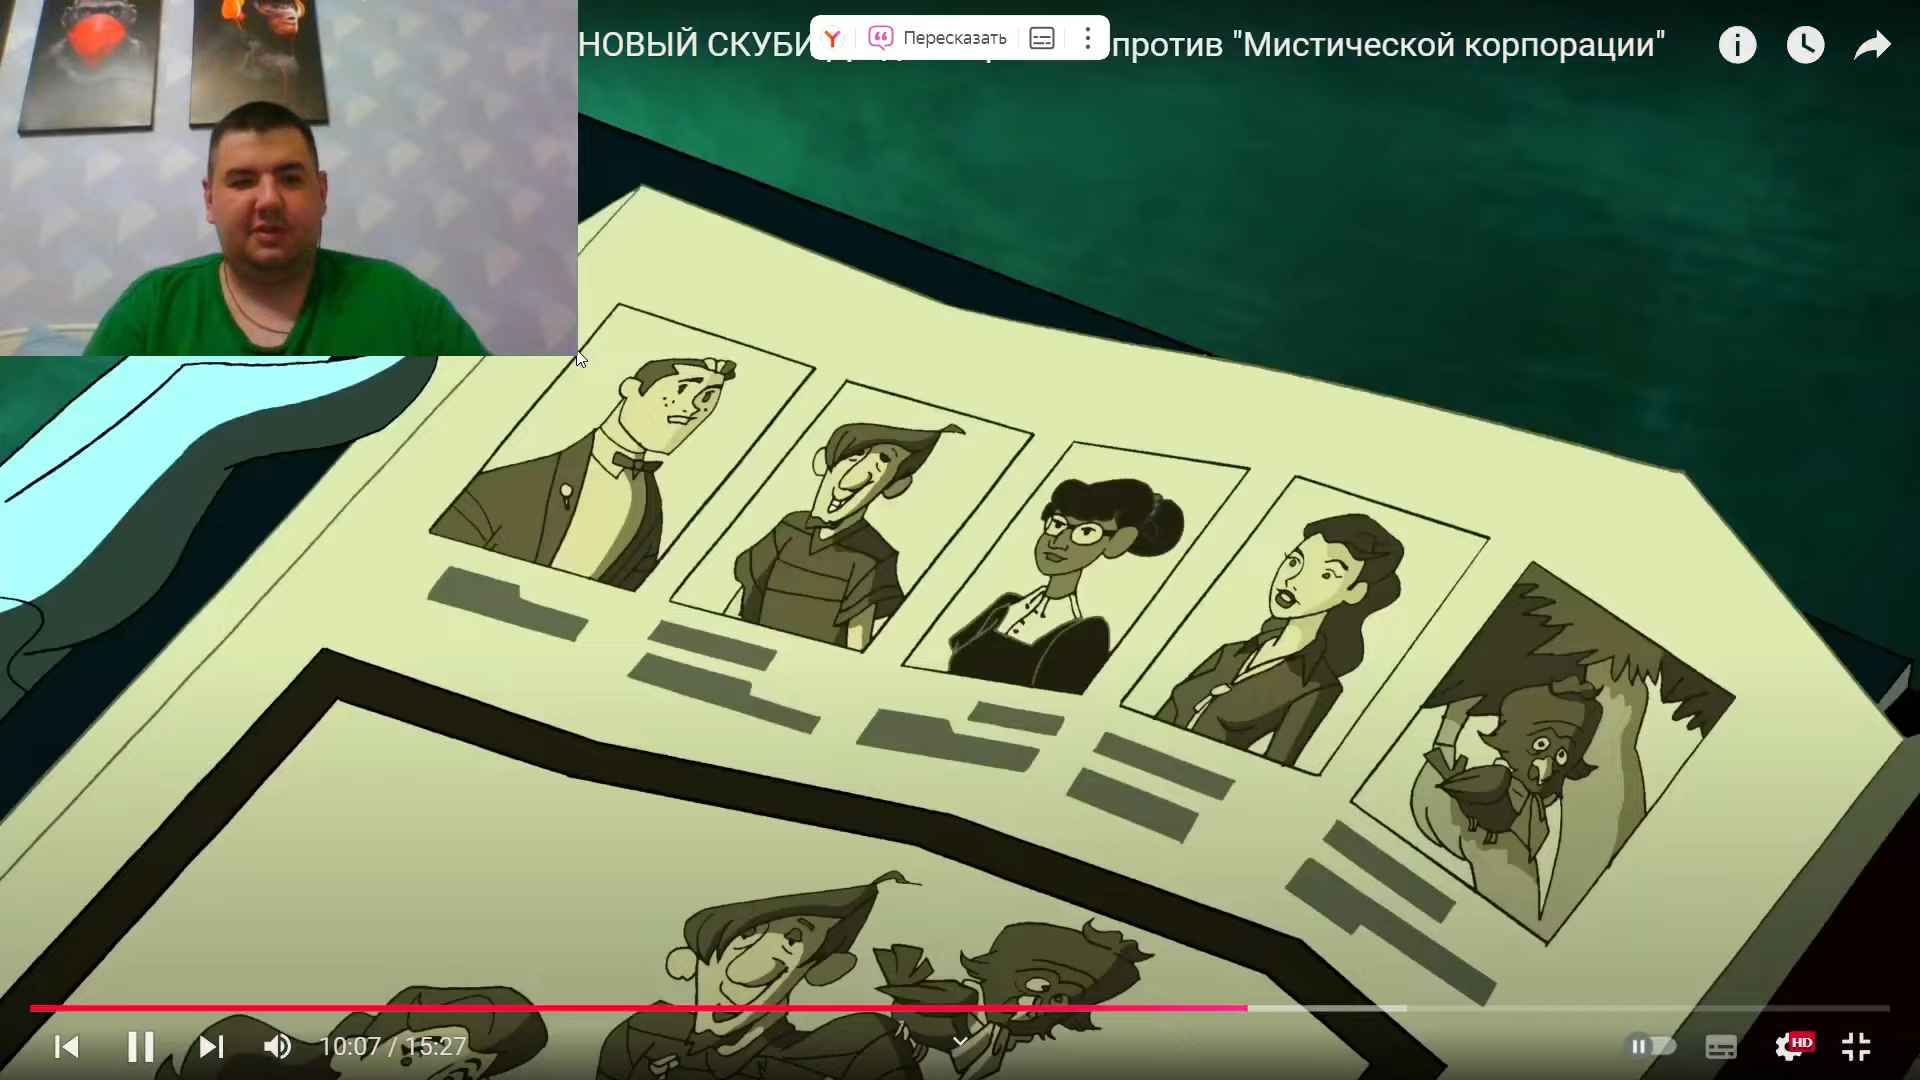 НОВЫЙ СКУБИ
Пересказать
против "Мистической корпорации"
10:07 / 15:27
HD